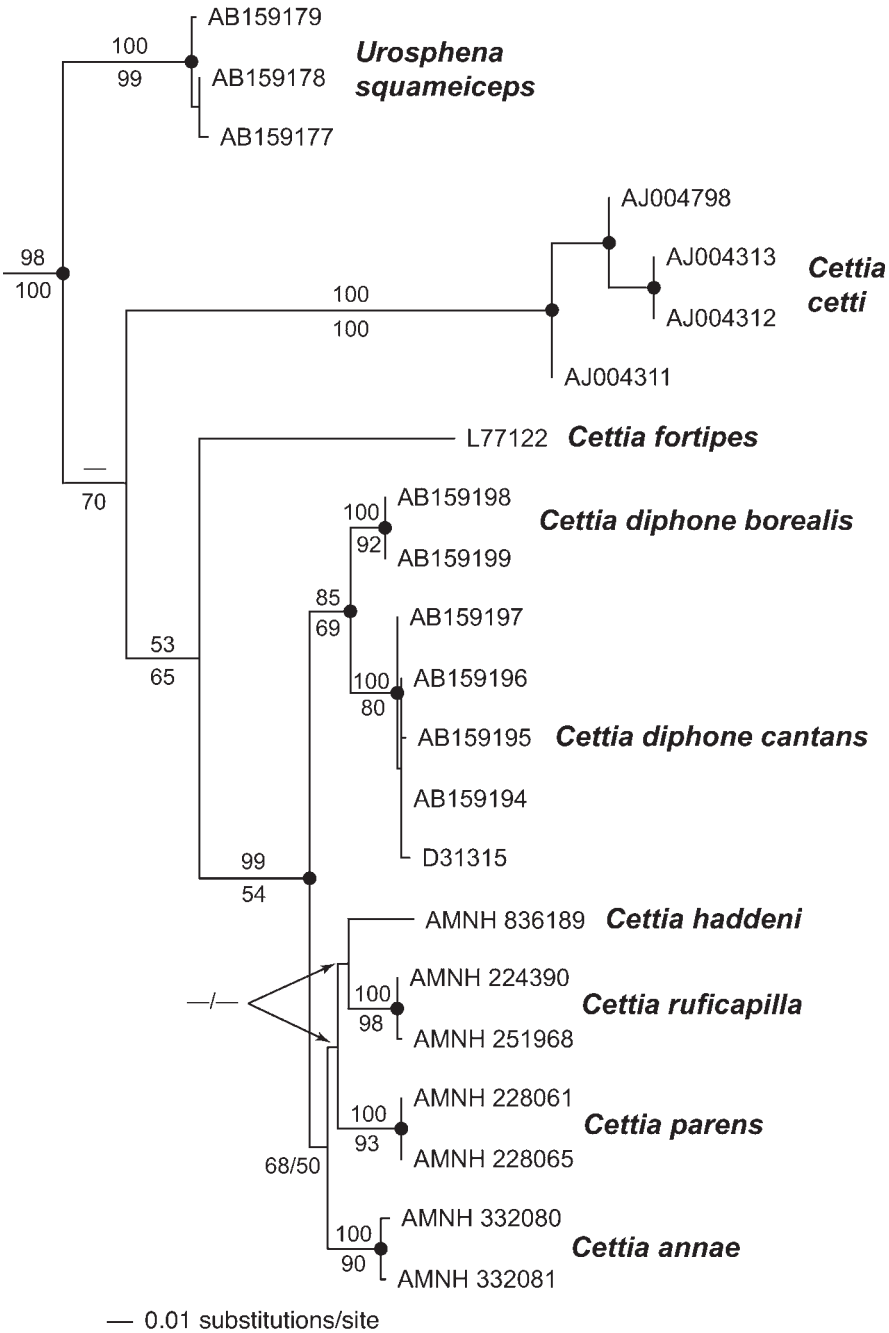 AB159179
100
99
Urosphena
squameiceps
AB159178
AB159177
AJ004798
98
100
AJ004313
Cettia
cetti
100
100
AJ004312
AJ004311
L77122 Cettia fortipes
—
70
AB159198
100
92
Cettia diphone borealis
AB159199
85
69
AB159197
53
65
100
80
AB159196
AB159195 Cettia diphone cantans
AB159194
D31315
99
54
AMNH 836189 Cettia haddeni
—/—
AMNH 224390
100
98
Cettia ruficapilla
AMNH 251968
AMNH 228061
100
93
Cettia parens
AMNH 228065
68/50
AMNH 332080
100
90
Cettia annae
AMNH 332081
— 0.01 substitutions/site